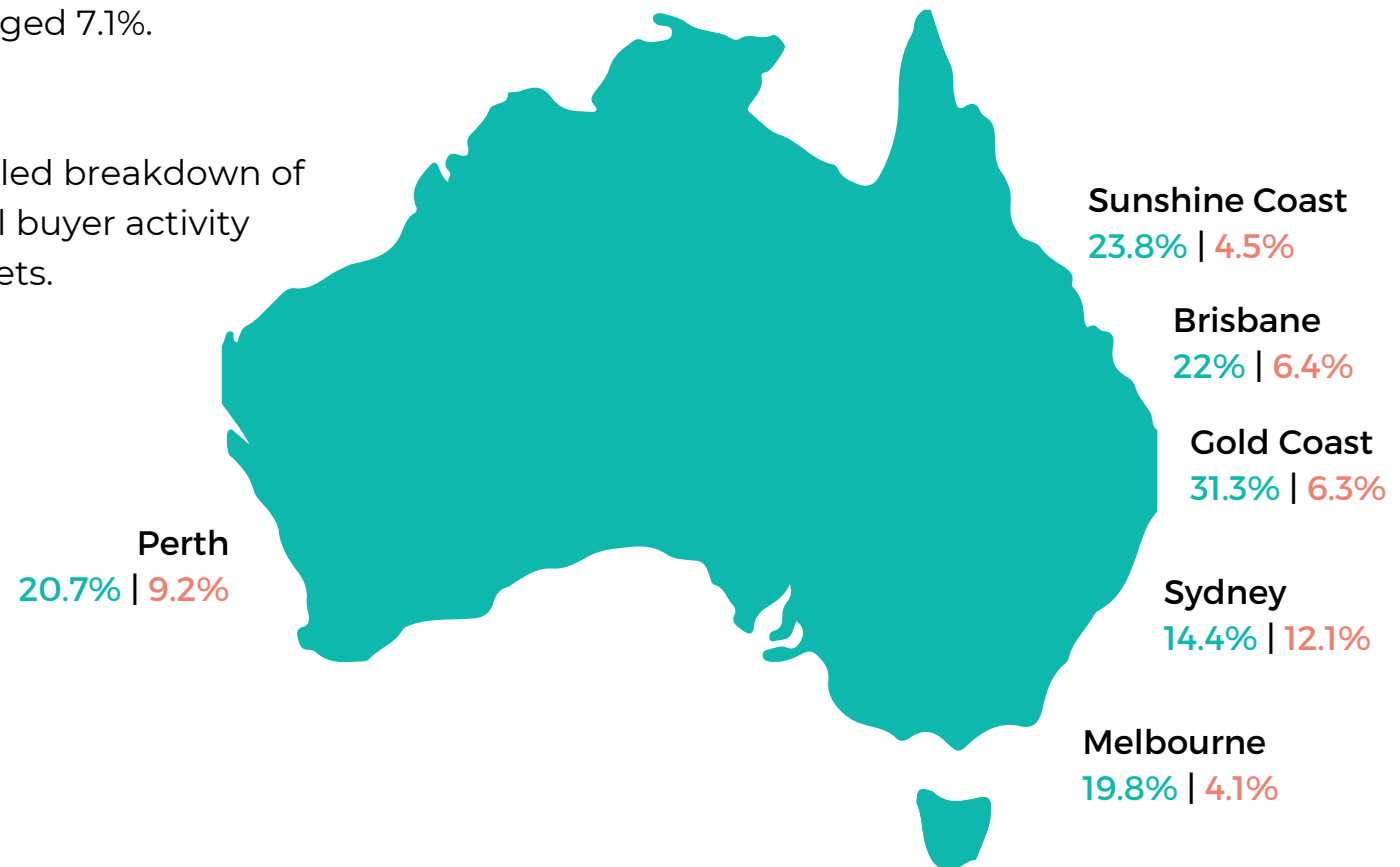 ged 7.1%.
led breakdown of
l buyer activity
ets.
Sunshine Coast
23.8% | 4.5%
Brisbane
22% | 6.4%
Gold Coast
31.3% | 6.3%
Perth
20.7% | 9.2%
Sydney
14.4% | 12.1%
Melbourne
19.8% | 4.1%